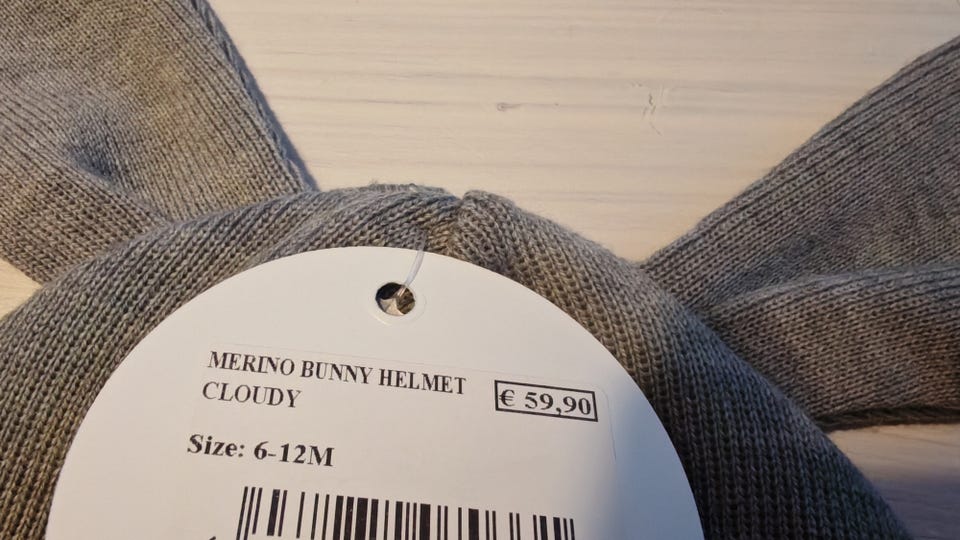 MERINO BUNNY HELMET
CLOUDY
€ 59,90
Size: 6-12M